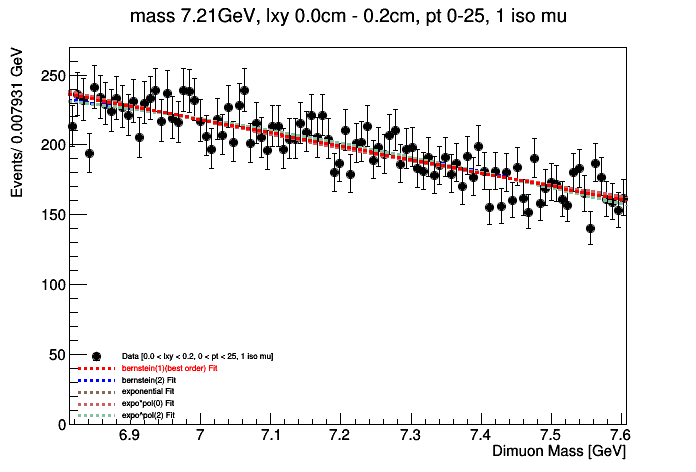 mass 7.21GeV, lxy 0.0cm - 0.2cm, pt 0-25, 1 iso mu
Events/ 0.007931 GeV
250
200
150
100
50
0
Data [0.0 < lxy < 0.2, 0 < pt < 25, 1 iso mu]
bernstein(1)(best order) Fit
bernstein(2) Fit
exponential Fit
expo*pol(0) Fit
expo^pol(2) Fit
6.9 7 7.1 7.2 7.3 7.4 7.5 7.6
Dimuon Mass [GeV]